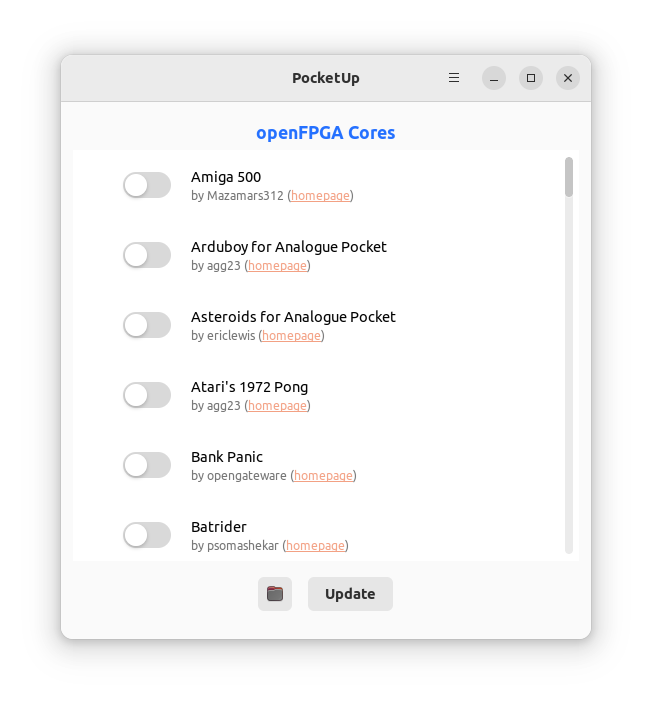 PocketUp
openFPGA Cores
Amiga 500
by Mazamars312 (homepage)
Arduboy for Analogue Pocket
by agg23 (homepage)
Asteroids for Analogue Pocket
by ericlewis (homepage)
Atari's 1972 Pong
by agg23 (homepage)
Bank Panic
by opengateware (homepage)
Batrider
by psomashekar (homepage)
Update